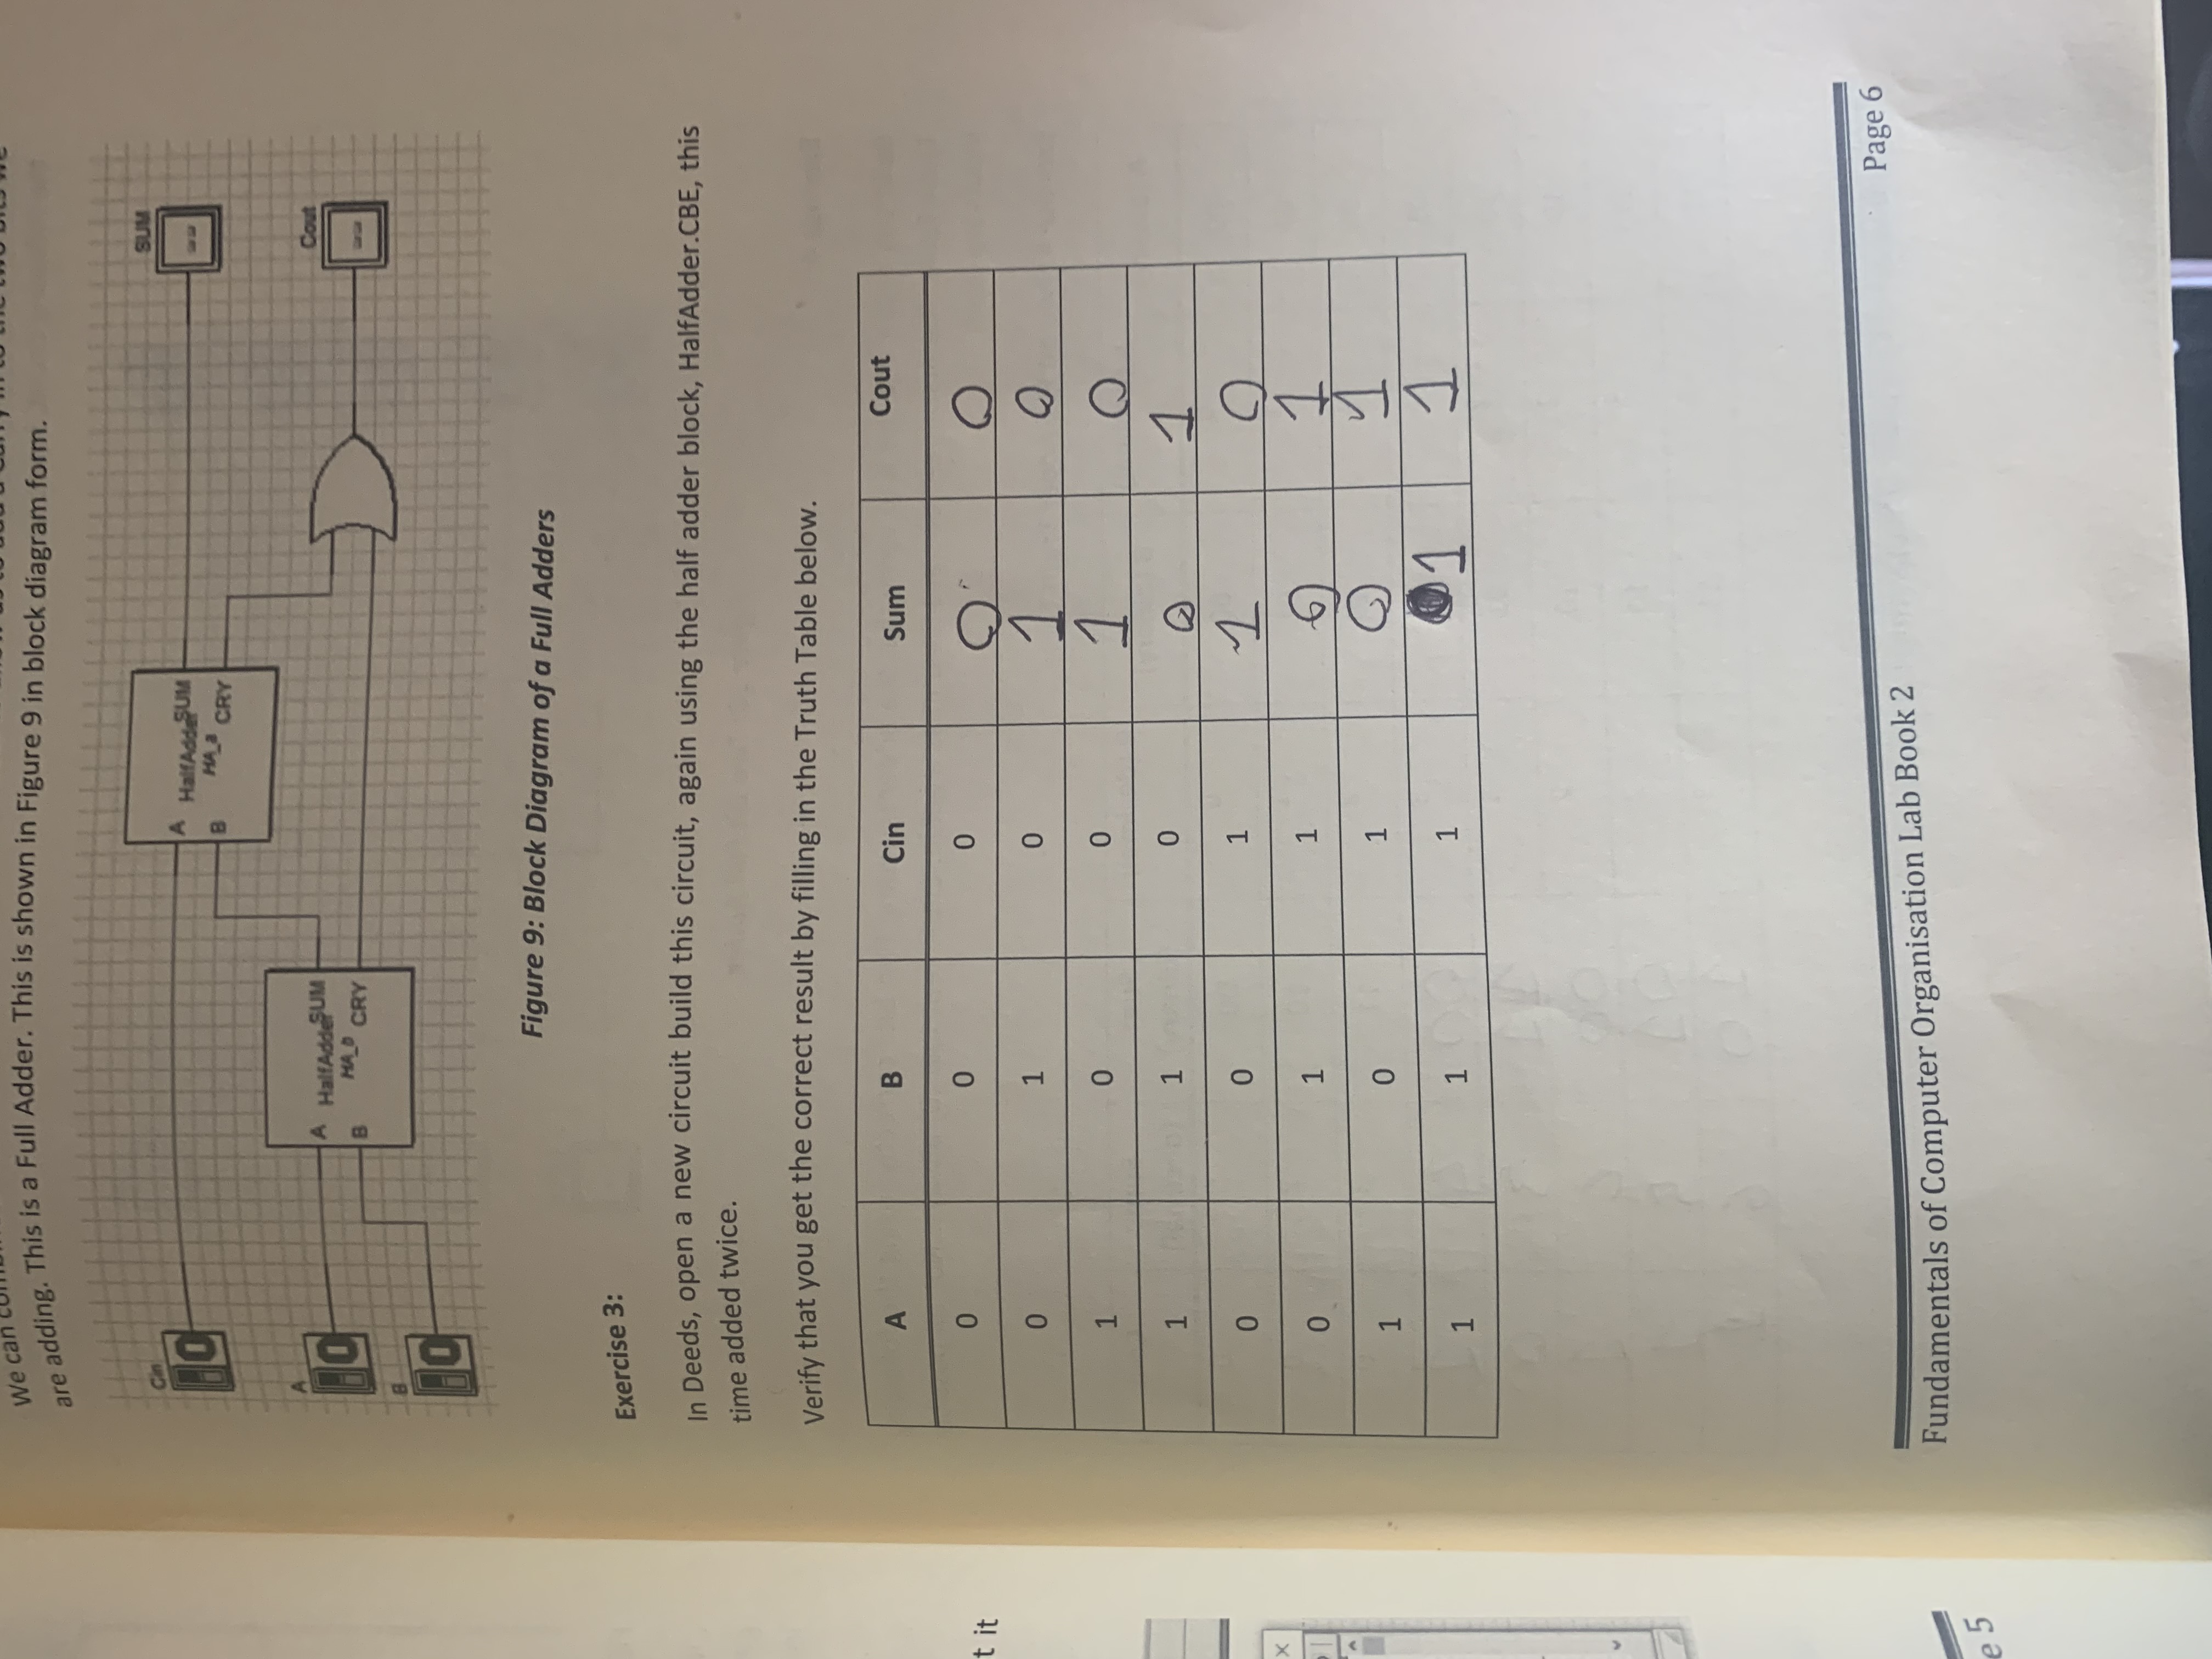 We can
are adding. This is a Full Adder. This is shown in Figure 9 in block diagram form.
Cin
0
A
0
B
0
A HalfAdder SUM
B HA_b CRY
A HalfAdder SUM
B HA_a CRY
SUM
--
Cout
--
Figure 9: Block Diagram of a Full Adders
Exercise 3:
In Deeds, open a new circuit build this circuit, again using the half adder block, HalfAdder.CBE, this
time added twice.
Verify that you get the correct result by filling in the Truth Table below.
A B Cin Sum Cout
0 0 0 0 0
0 1 0 1 0
1 0 0 1 0
1 1 0 0 1
0 0 1 1 0
0 1 1 0 1
1 0 1 0 1
1 1 1 1 1
Fundamentals of Computer Organisation Lab Book 2
Page 6
t it
e 5